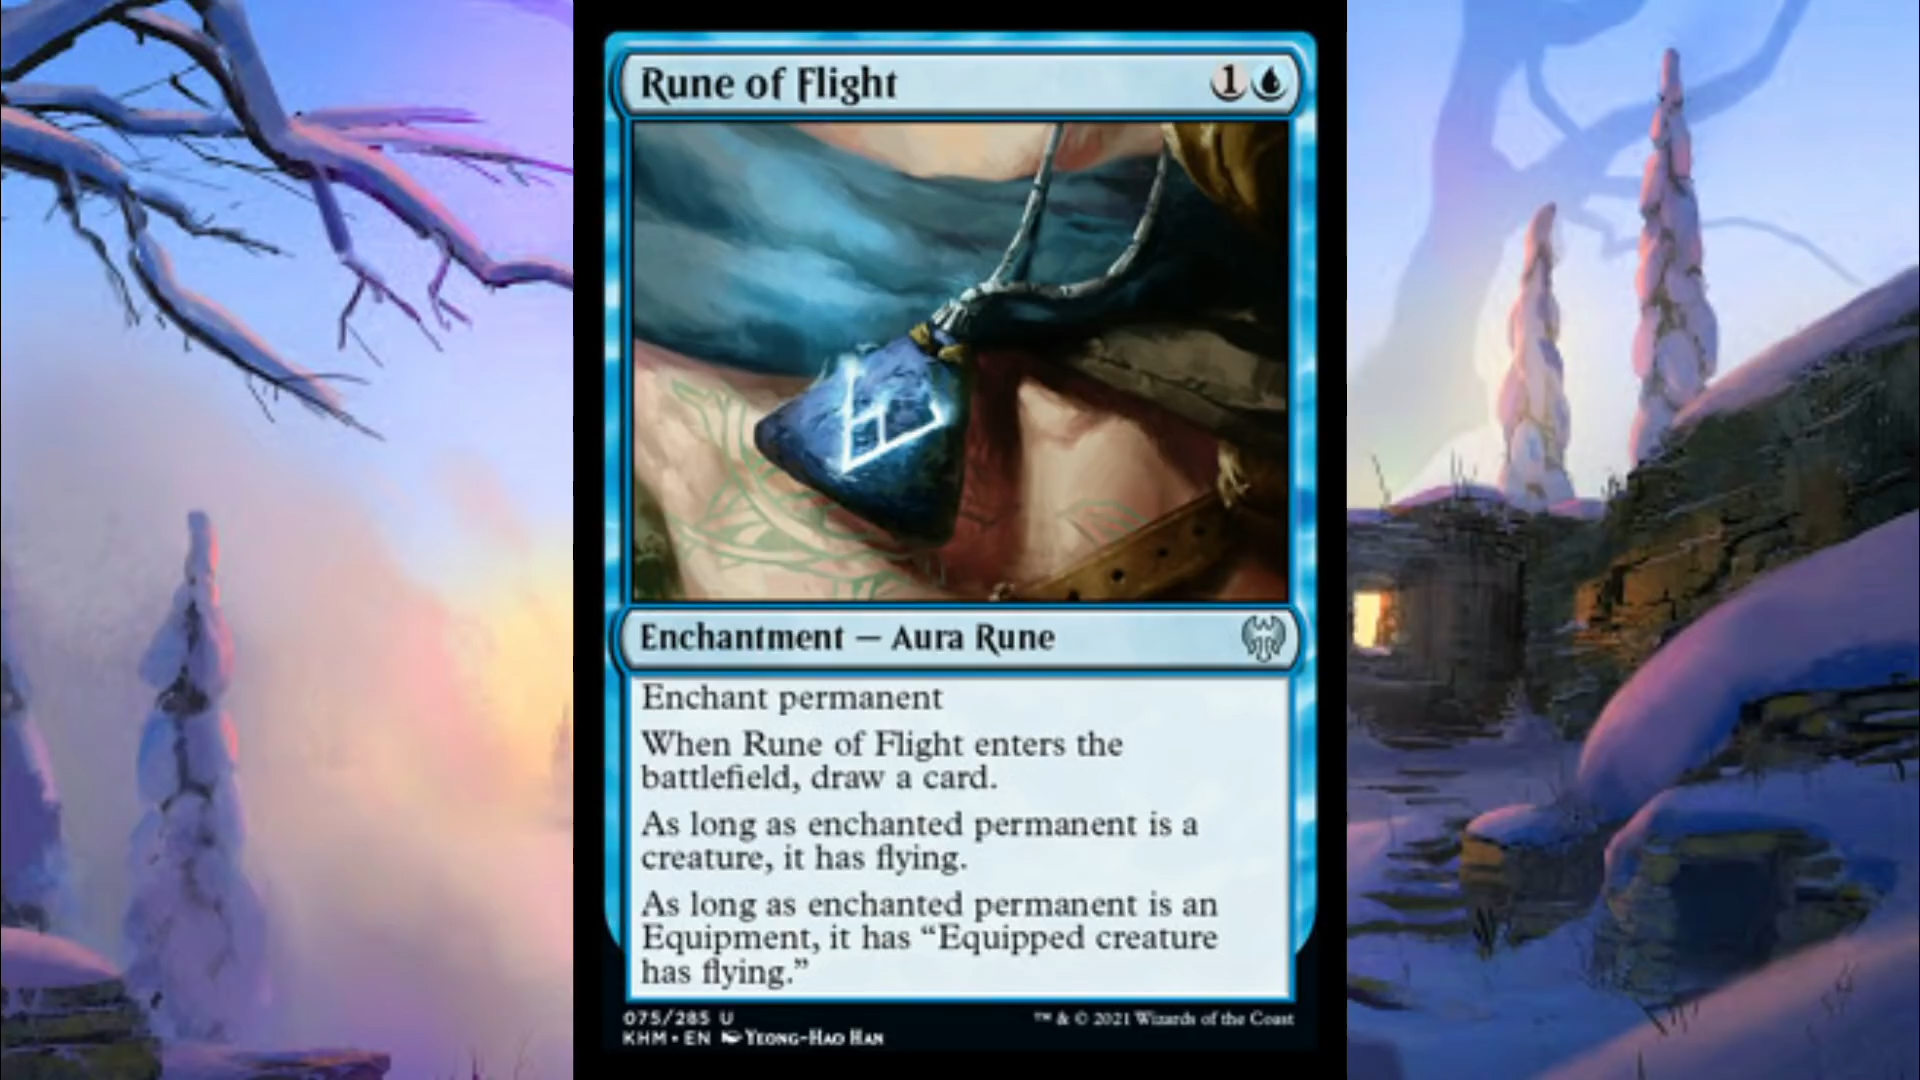 Rune of Flight 1
Enchantment — Aura Rune
Enchant permanent
When Rune of Flight enters the
battlefield, draw a card.
As long as enchanted permanent is a
creature, it has flying.
As long as enchanted permanent is an
Equipment, it has “Equipped creature
has flying.”
075/285 U
™ & © 2021 Wizards of the Coast
KHM • EN Yeong-Hao Han